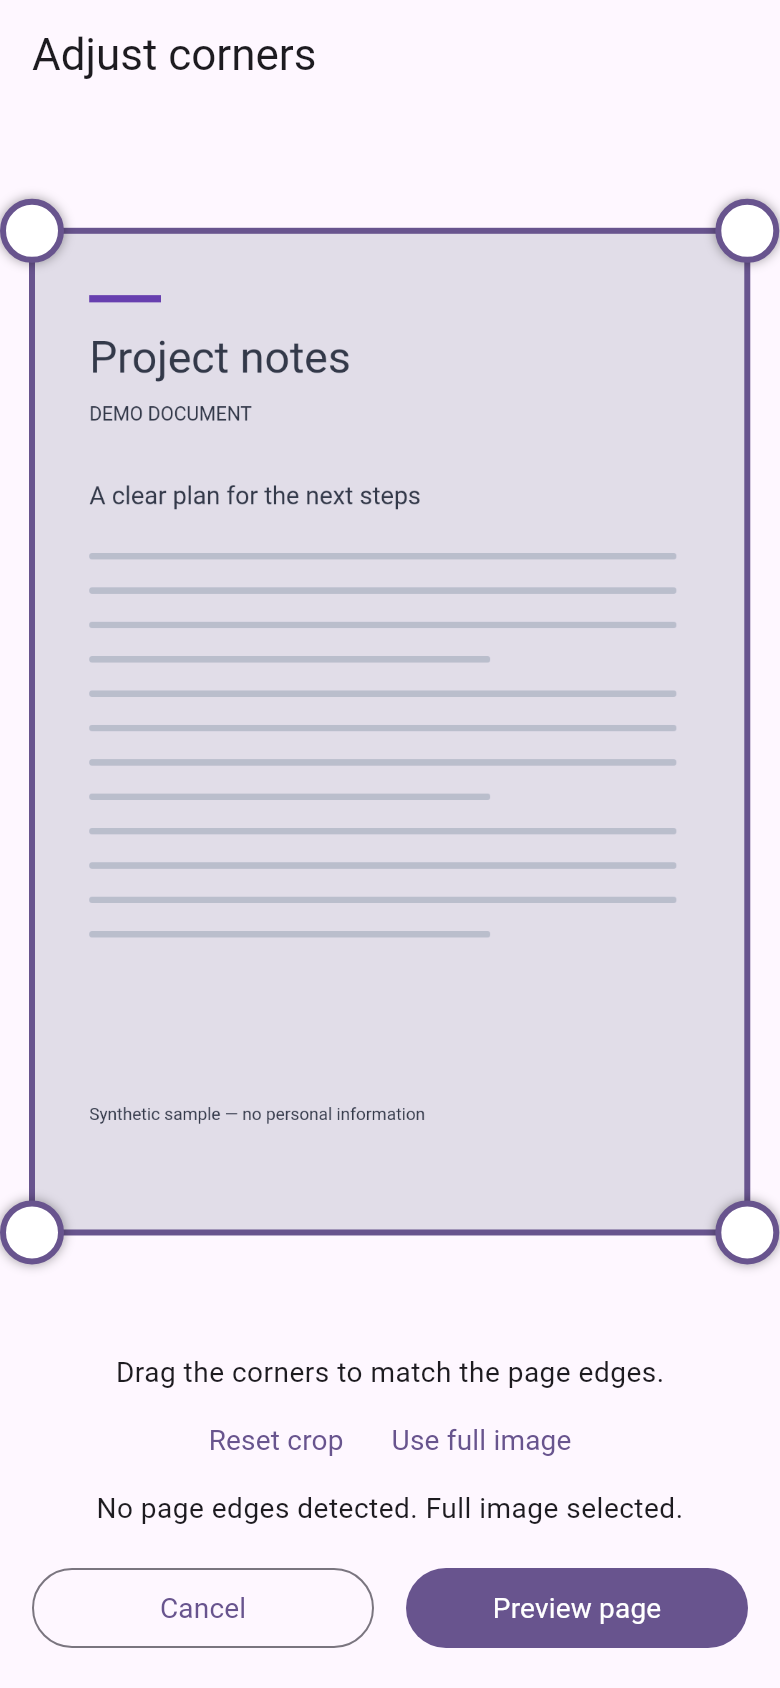 Adjust corners
Project notes
DEMO DOCUMENT
A clear plan for the next steps
Synthetic sample — no personal information
Drag the corners to match the page edges.
Reset crop Use full image
No page edges detected. Full image selected.
Cancel Preview page